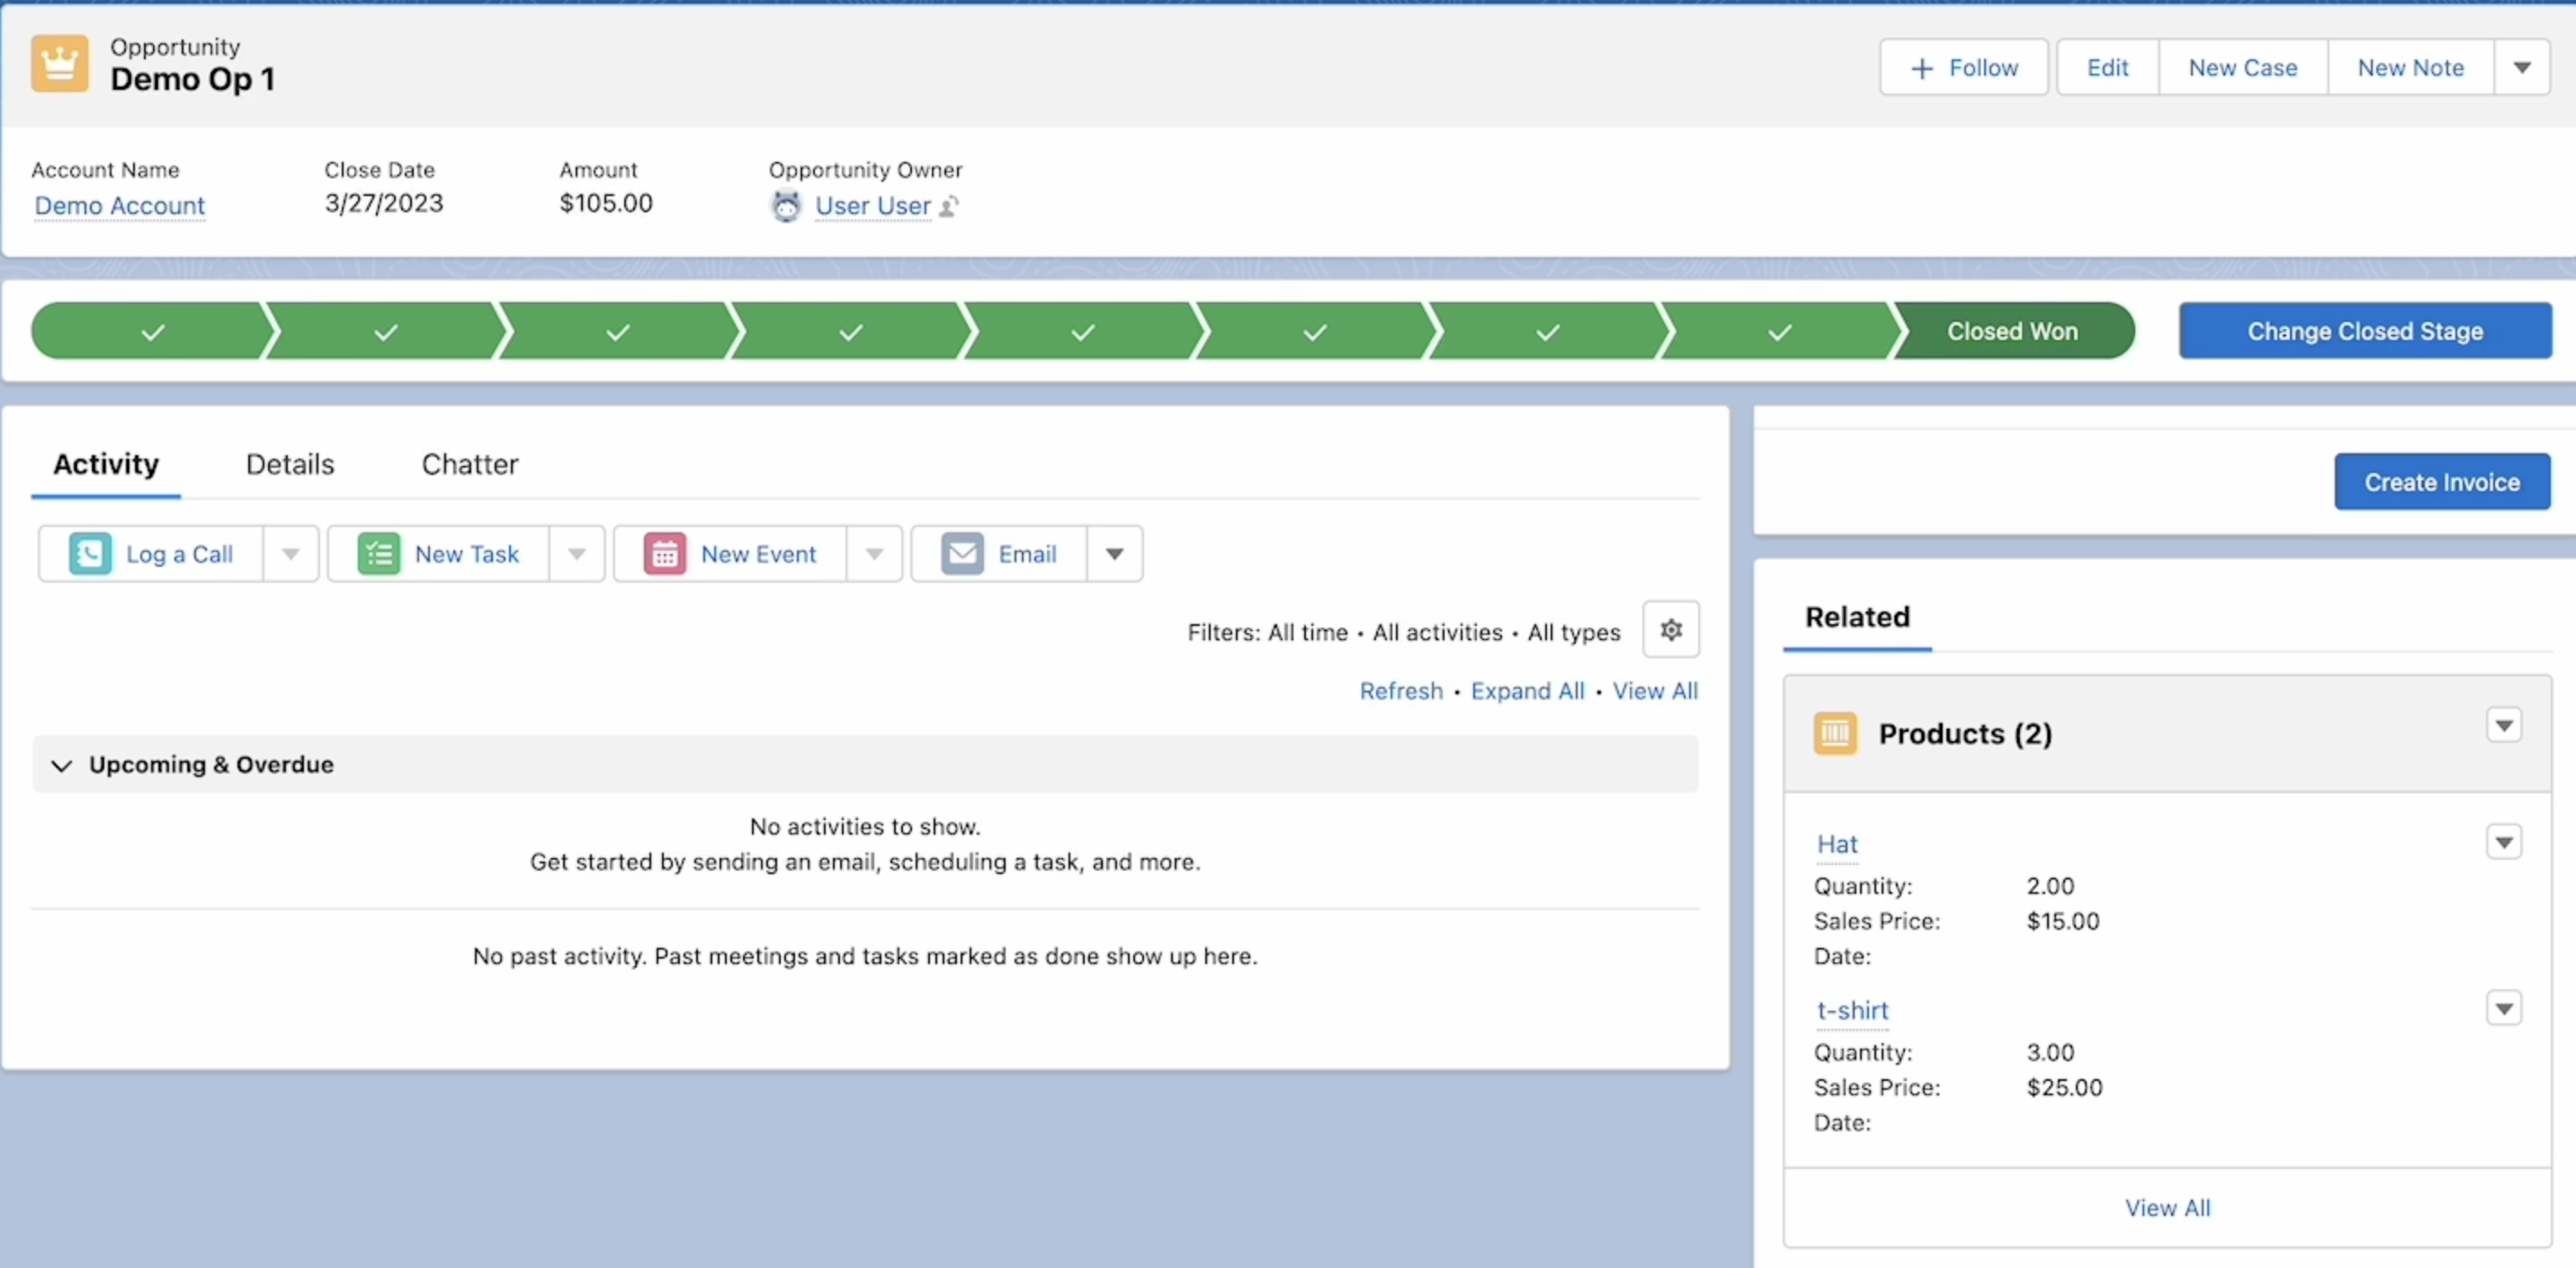 Opportunity
Demo Op 1
Follow
Edit
New Case
New Note
Account Name
Close Date
Amount
Opportunity Owner
Demo Account
3/27/2023
$105.00
User User
Closed Won
Change Closed Stage
Activity
Details
Chatter
Create Invoice
Log a Call
New Task
New Event
Email
Filters: All time • All activities • All types
Refresh • Expand All • View All
Upcoming & Overdue
No activities to show.
Get started by sending an email, scheduling a task, and more.
No past activity. Past meetings and tasks marked as done show up here.
Related
Products (2)
Hat
Quantity: 2.00
Sales Price: $15.00
Date:
t-shirt
Quantity: 3.00
Sales Price: $25.00
Date:
View All